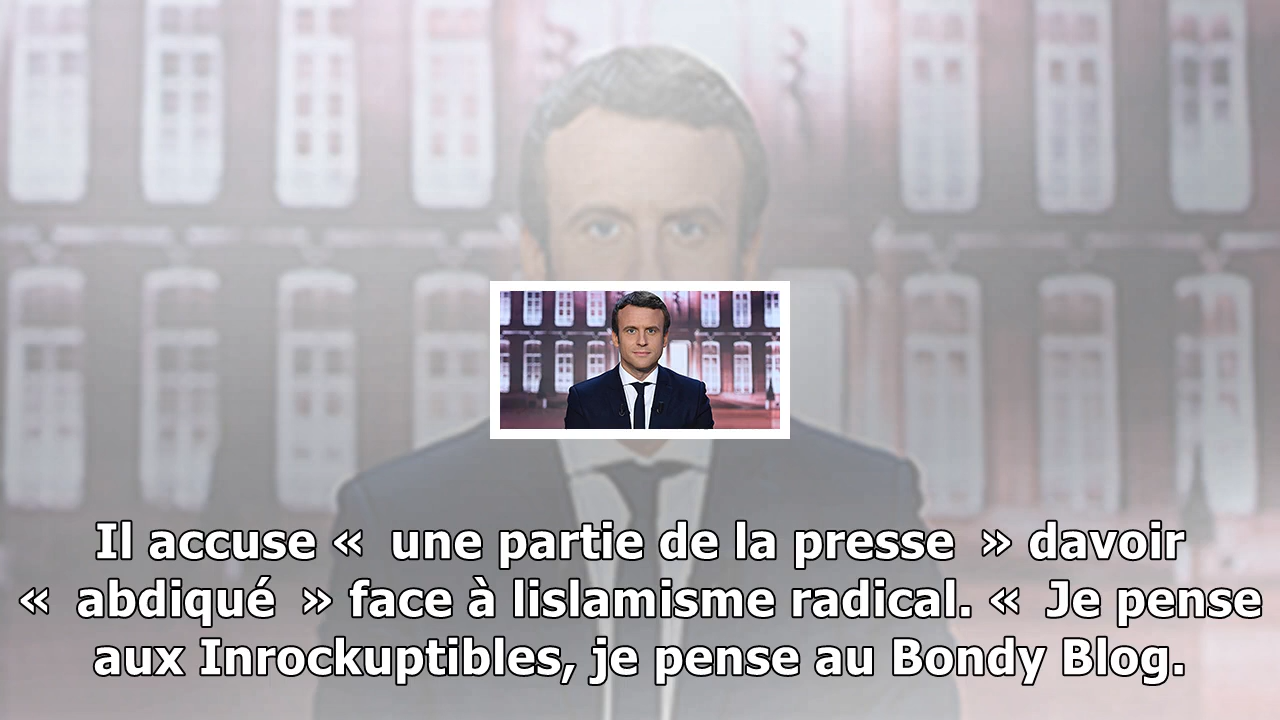 Il accuse «  une partie de la presse  » davoir
«  abdiqué  » face à lislamisme radical. «  Je pense
aux Inrockuptibles, je pense au Bondy Blog.